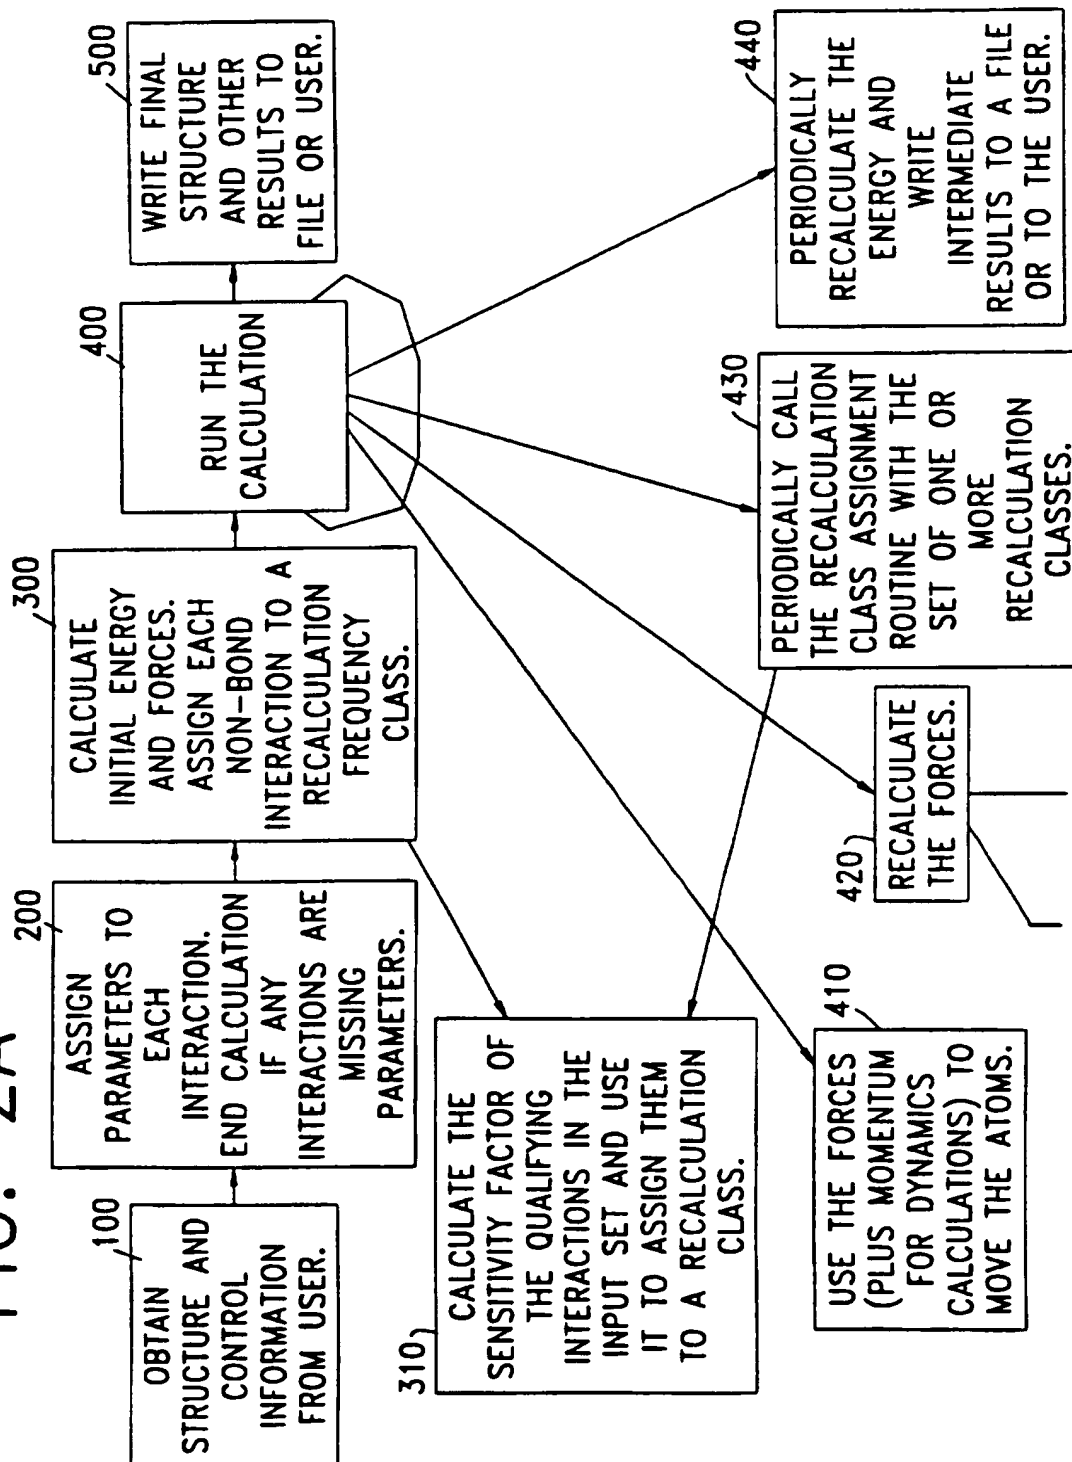 FIG. 2A
100
OBTAIN
STRUCTURE AND
CONTROL
INFORMATION
FROM USER.
200
ASSIGN
PARAMETERS TO
EACH
INTERACTION.
END CALCULATION
IF ANY
INTERACTIONS ARE
MISSING
PARAMETERS.
300
CALCULATE
INITIAL ENERGY
AND FORCES.
ASSIGN EACH
NON-BOND
INTERACTION TO A
RECALCULATION
FREQUENCY
CLASS.
400
RUN THE
CALCULATION
500
WRITE FINAL
STRUCTURE
AND OTHER
RESULTS TO
FILE OR USER.
310
CALCULATE THE
SENSITIVITY FACTOR OF
THE QUALIFYING
INTERACTIONS IN THE
INPUT SET AND USE
IT TO ASSIGN THEM
TO A RECALCULATION
CLASS.
410
USE THE FORCES
(PLUS MOMENTUM
FOR DYNAMICS
CALCULATIONS) TO
MOVE THE ATOMS.
420
RECALCULATE
THE FORCES.
430
PERIODICALLY CALL
THE RECALCULATION
CLASS ASSIGNMENT
ROUTINE WITH THE
SET OF ONE OR
MORE
RECALCULATION
CLASSES.
440
PERIODICALLY
RECALCULATE THE
ENERGY AND
WRITE
INTERMEDIATE
RESULTS TO A FILE
OR TO THE USER.